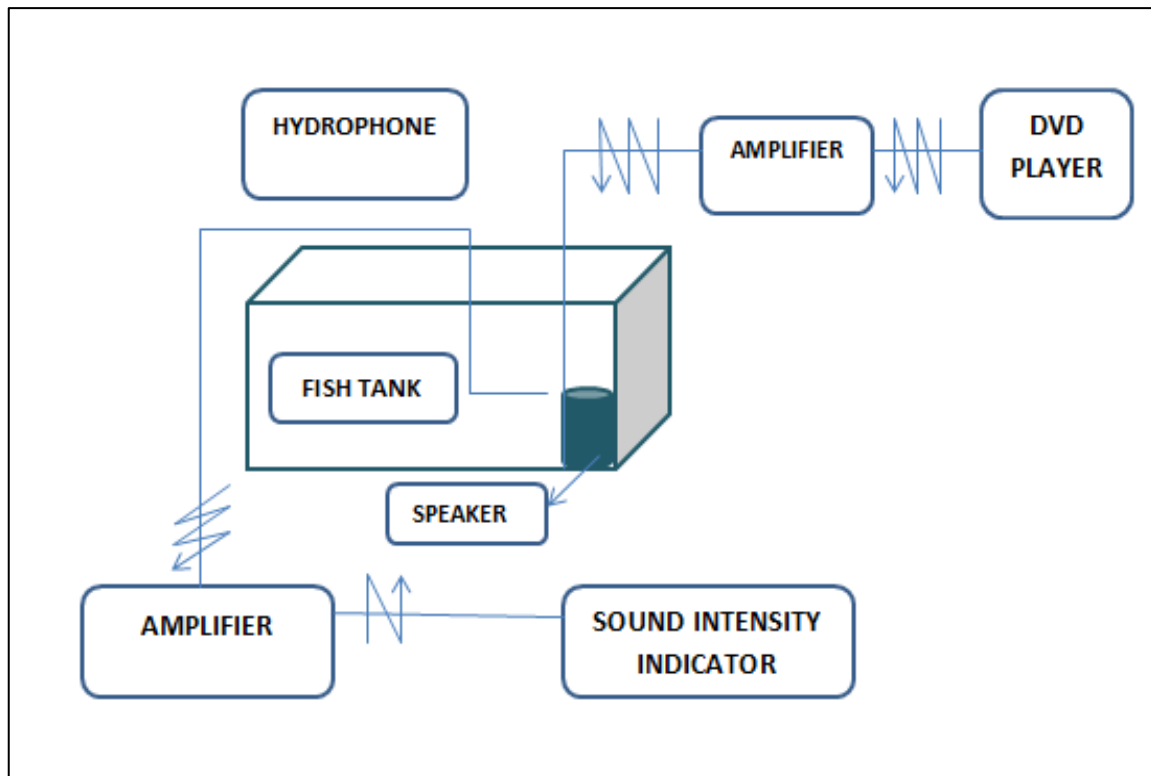 HYDROPHONE
AMPLIFIER
DVD
PLAYER
FISH TANK
SPEAKER
AMPLIFIER
SOUND INTENSITY
INDICATOR